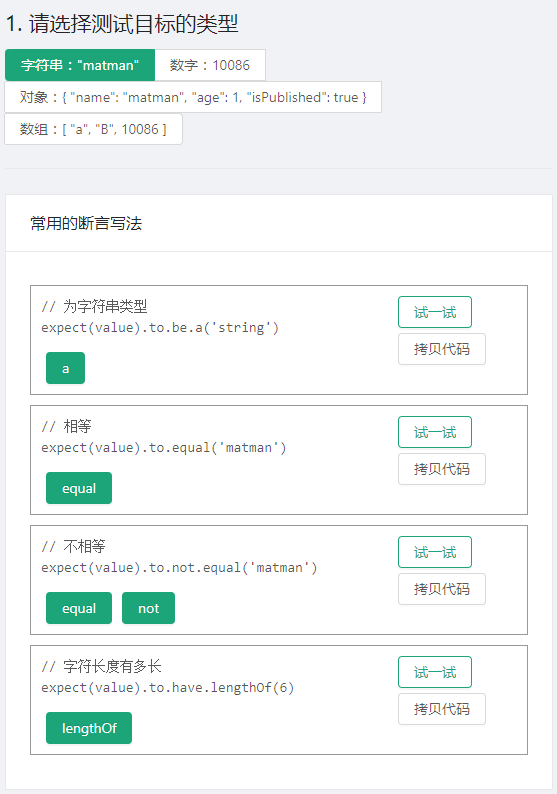 1. 请选择测试目标的类型
字符串："matman" 数字：10086
对象：{ "name": "matman", "age": 1, "isPublished": true }
数组：[ "a", "B", 10086 ]
常用的断言写法
// 为字符串类型
expect(value).to.be.a('string')
试一试
拷贝代码
a
// 相等
expect(value).to.equal('matman')
试一试
拷贝代码
equal
// 不相等
expect(value).to.not.equal('matman')
试一试
拷贝代码
equal not
// 字符长度有多长
expect(value).to.have.lengthOf(6)
试一试
拷贝代码
lengthOf